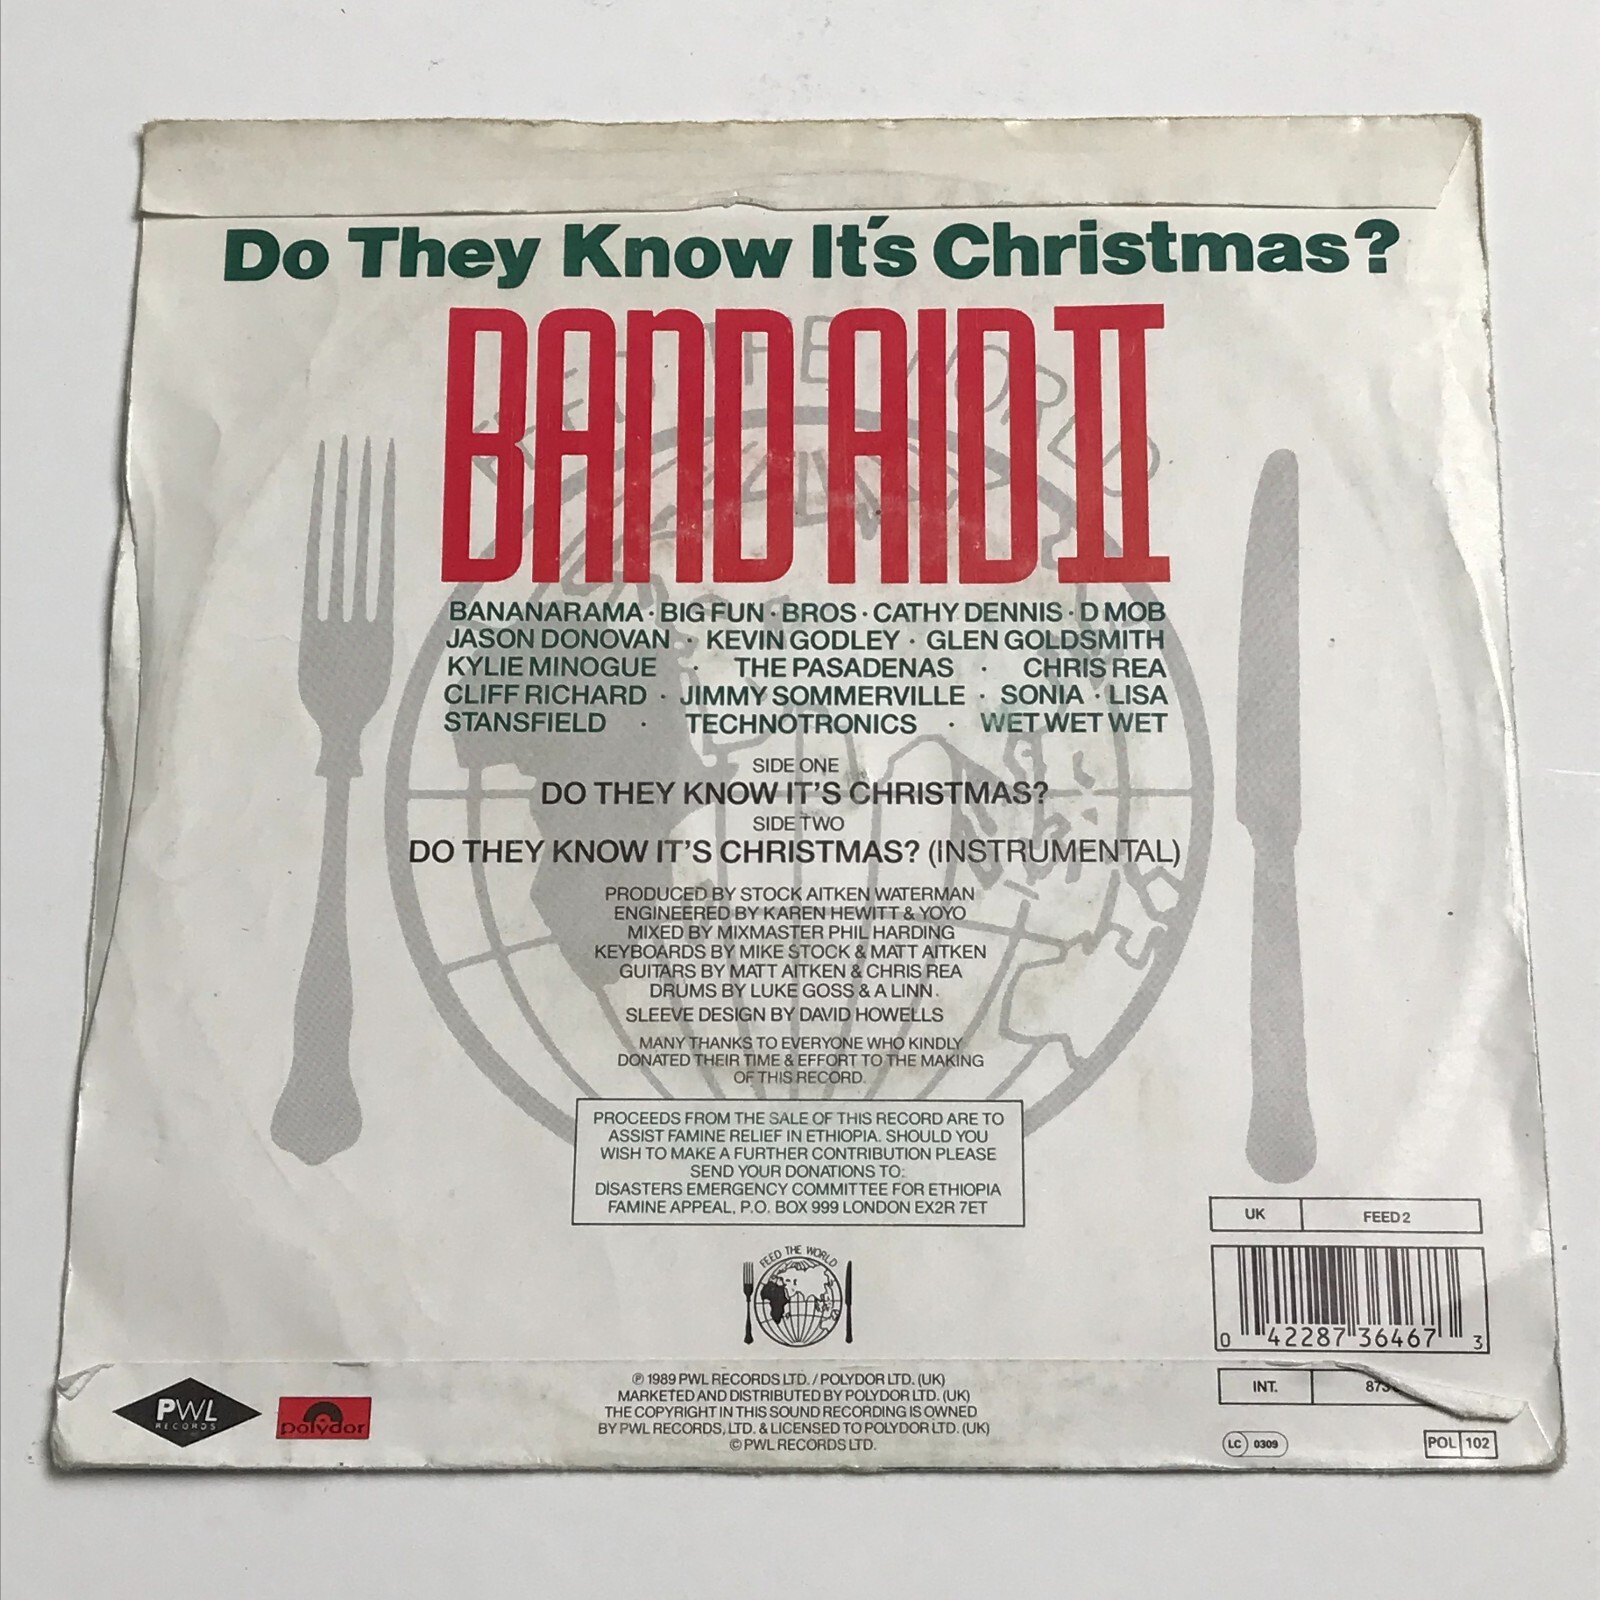 Do They Know It's Christmas?
BAND AID II
FEED THE WORLD
BANANARAMA · BIG FUN · BROS · CATHY DENNIS · D MOB
JASON DONOVAN · KEVIN GODLEY · GLEN GOLDSMITH
KYLIE MINOGUE · THE PASADENAS · CHRIS REA
CLIFF RICHARD · JIMMY SOMMERVILLE · SONIA · LISA
STANSFIELD · TECHNOTRONICS · WET WET WET
SIDE ONE
DO THEY KNOW IT'S CHRISTMAS?
SIDE TWO
DO THEY KNOW IT'S CHRISTMAS? (INSTRUMENTAL)
PRODUCED BY STOCK AITKEN WATERMAN
ENGINEERED BY KAREN HEWITT & YOYO
MIXED BY MIXMASTER PHIL HARDING
KEYBOARDS BY MIKE STOCK & MATT AITKEN
GUITARS BY MATT AITKEN & CHRIS REA
DRUMS BY LUKE GOSS & A LINN.
SLEEVE DESIGN BY DAVID HOWELLS
MANY THANKS TO EVERYONE WHO KINDLY
DONATED THEIR TIME & EFFORT TO THE MAKING
OF THIS RECORD.
PROCEEDS FROM THE SALE OF THIS RECORD ARE TO
ASSIST FAMINE RELIEF IN ETHIOPIA. SHOULD YOU
WISH TO MAKE A FURTHER CONTRIBUTION PLEASE
SEND YOUR DONATIONS TO:
DISASTERS EMERGENCY COMMITTEE FOR ETHIOPIA
FAMINE APPEAL, P.O. BOX 999 LONDON EX2R 7ET
UK FEED 2
FEED THE WORLD
0 42287 36467 3
INT.
PWL
RECORDS
polydor
℗ 1989 PWL RECORDS LTD. / POLYDOR LTD. (UK)
MARKETED AND DISTRIBUTED BY POLYDOR LTD. (UK)
THE COPYRIGHT IN THIS SOUND RECORDING IS OWNED
BY PWL RECORDS, LTD. & LICENSED TO POLYDOR LTD. (UK)
© PWL RECORDS LTD.
LC 0309
POL 102